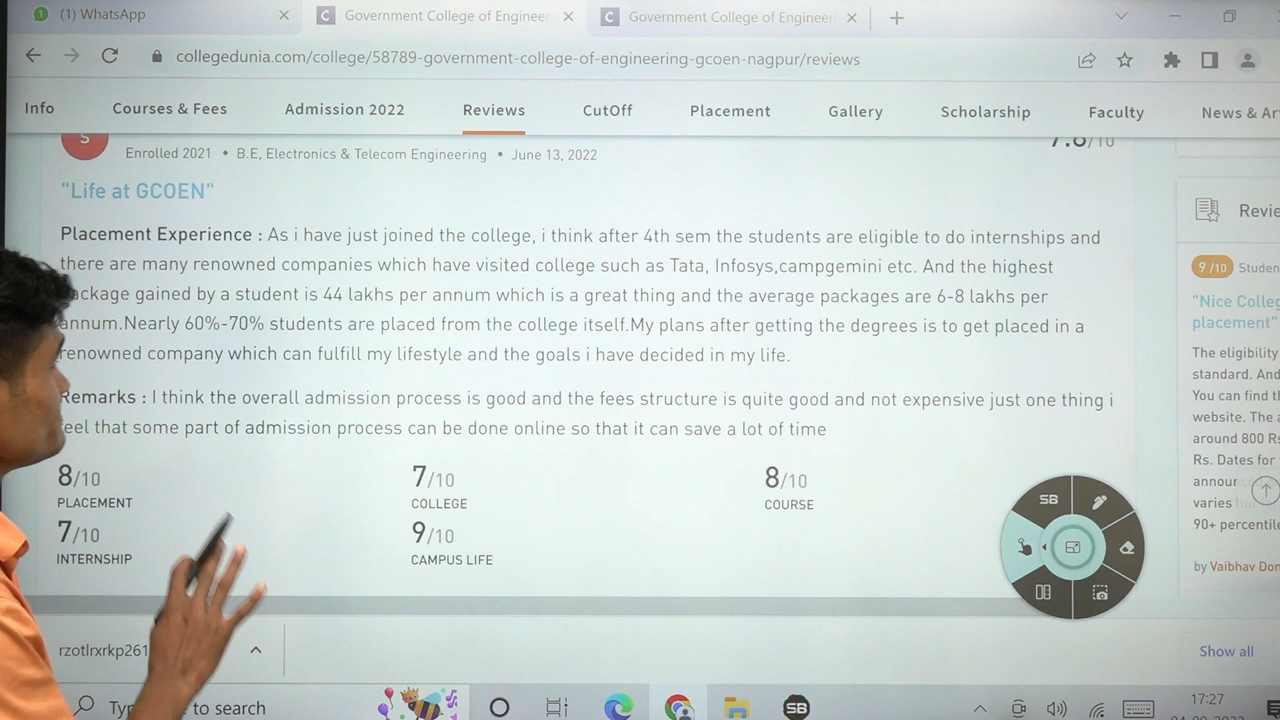 1 (1) WhatsApp
C Government College of Engineer
C Government College of Engineer
collegedunia.com/college/58789-government-college-of-engineering-gcoen-nagpur/reviews
Info Courses & Fees Admission 2022 Reviews CutOff Placement Gallery Scholarship Faculty News & Ar
S
Enrolled 2021 • B.E, Electronics & Telecom Engineering • June 13, 2022
/10
"Life at GCOEN"
Placement Experience : As i have just joined the college, i think after 4th sem the students are eligible to do internships and
there are many renowned companies which have visited college such as Tata, Infosys,campgemini etc. And the highest
package gained by a student is 44 lakhs per annum which is a great thing and the average packages are 6-8 lakhs per
annum.Nearly 60%-70% students are placed from the college itself.My plans after getting the degrees is to get placed in a
renowned company which can fulfill my lifestyle and the goals i have decided in my life.
Remarks : I think the overall admission process is good and the fees structure is quite good and not expensive just one thing i
feel that some part of admission process can be done online so that it can save a lot of time
8/10 7/10 8/10
PLACEMENT COLLEGE COURSE
7/10 9/10
INTERNSHIP CAMPUS LIFE
Revie
9/10 Studen
"Nice Colleg
placement"
The eligibility
standard. And
You can find t
website. The a
around 800 Rs
Rs. Dates for
announ
varies
90+ percentile
by Vaibhav Don
SB
rzotlrxrkp261
Show all
Typ to search
SB
17:27